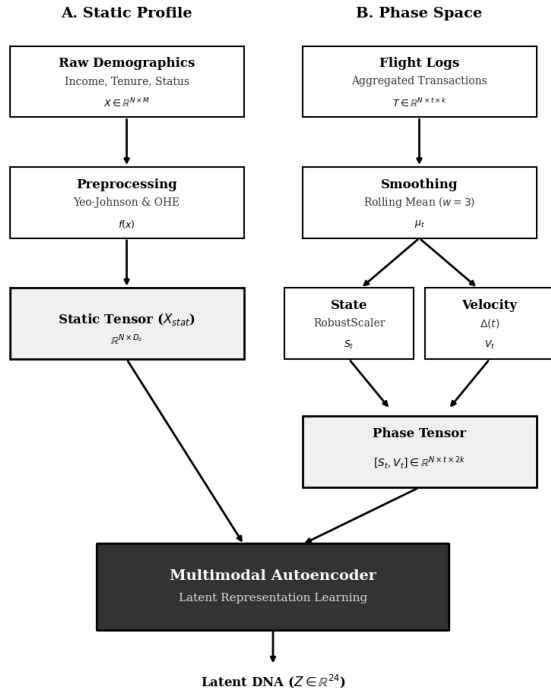 A. Static Profile
Raw Demographics
Income, Tenure, Status
X ∈ ℝ^{N×M}
Preprocessing
Yeo-Johnson & OHE
f(x)
Static Tensor (X_{stat})
ℝ^{N×D_s}
B. Phase Space
Flight Logs
Aggregated Transactions
T ∈ ℝ^{N×t×k}
Smoothing
Rolling Mean (w = 3)
μ_t
State
RobustScaler
S_t
Velocity
Δ(t)
V_t
Phase Tensor
[S_t, V_t] ∈ ℝ^{N×t×2k}
Multimodal Autoencoder
Latent Representation Learning
Latent DNA (Z ∈ ℝ^{24})